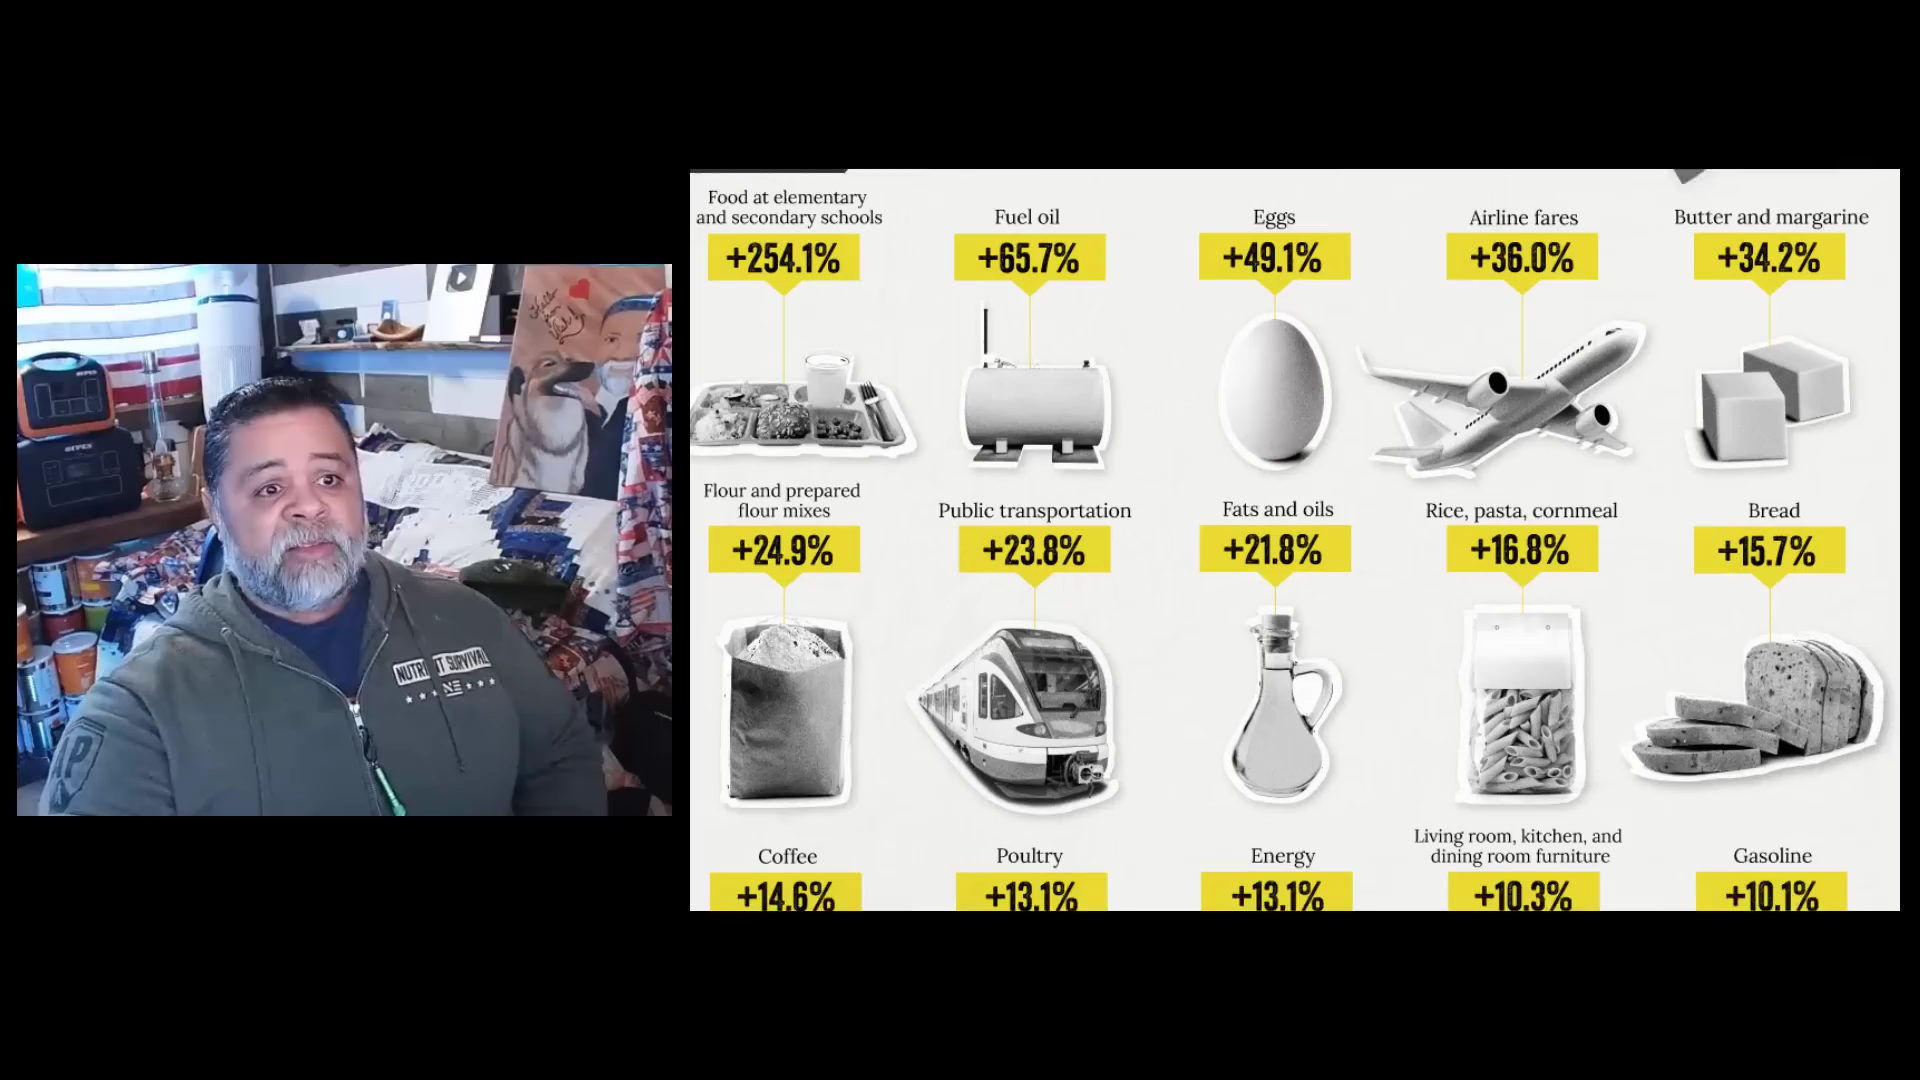 Food at elementary
and secondary schools
+254.1%
Fuel oil
+65.7%
Eggs
+49.1%
Airline fares
+36.0%
Butter and margarine
+34.2%
Flour and prepared
flour mixes
+24.9%
Public transportation
+23.8%
Fats and oils
+21.8%
Rice, pasta, cornmeal
+16.8%
Bread
+15.7%
Coffee
+14.6%
Poultry
+13.1%
Energy
+13.1%
Living room, kitchen, and
dining room furniture
+10.3%
Gasoline
+10.1%